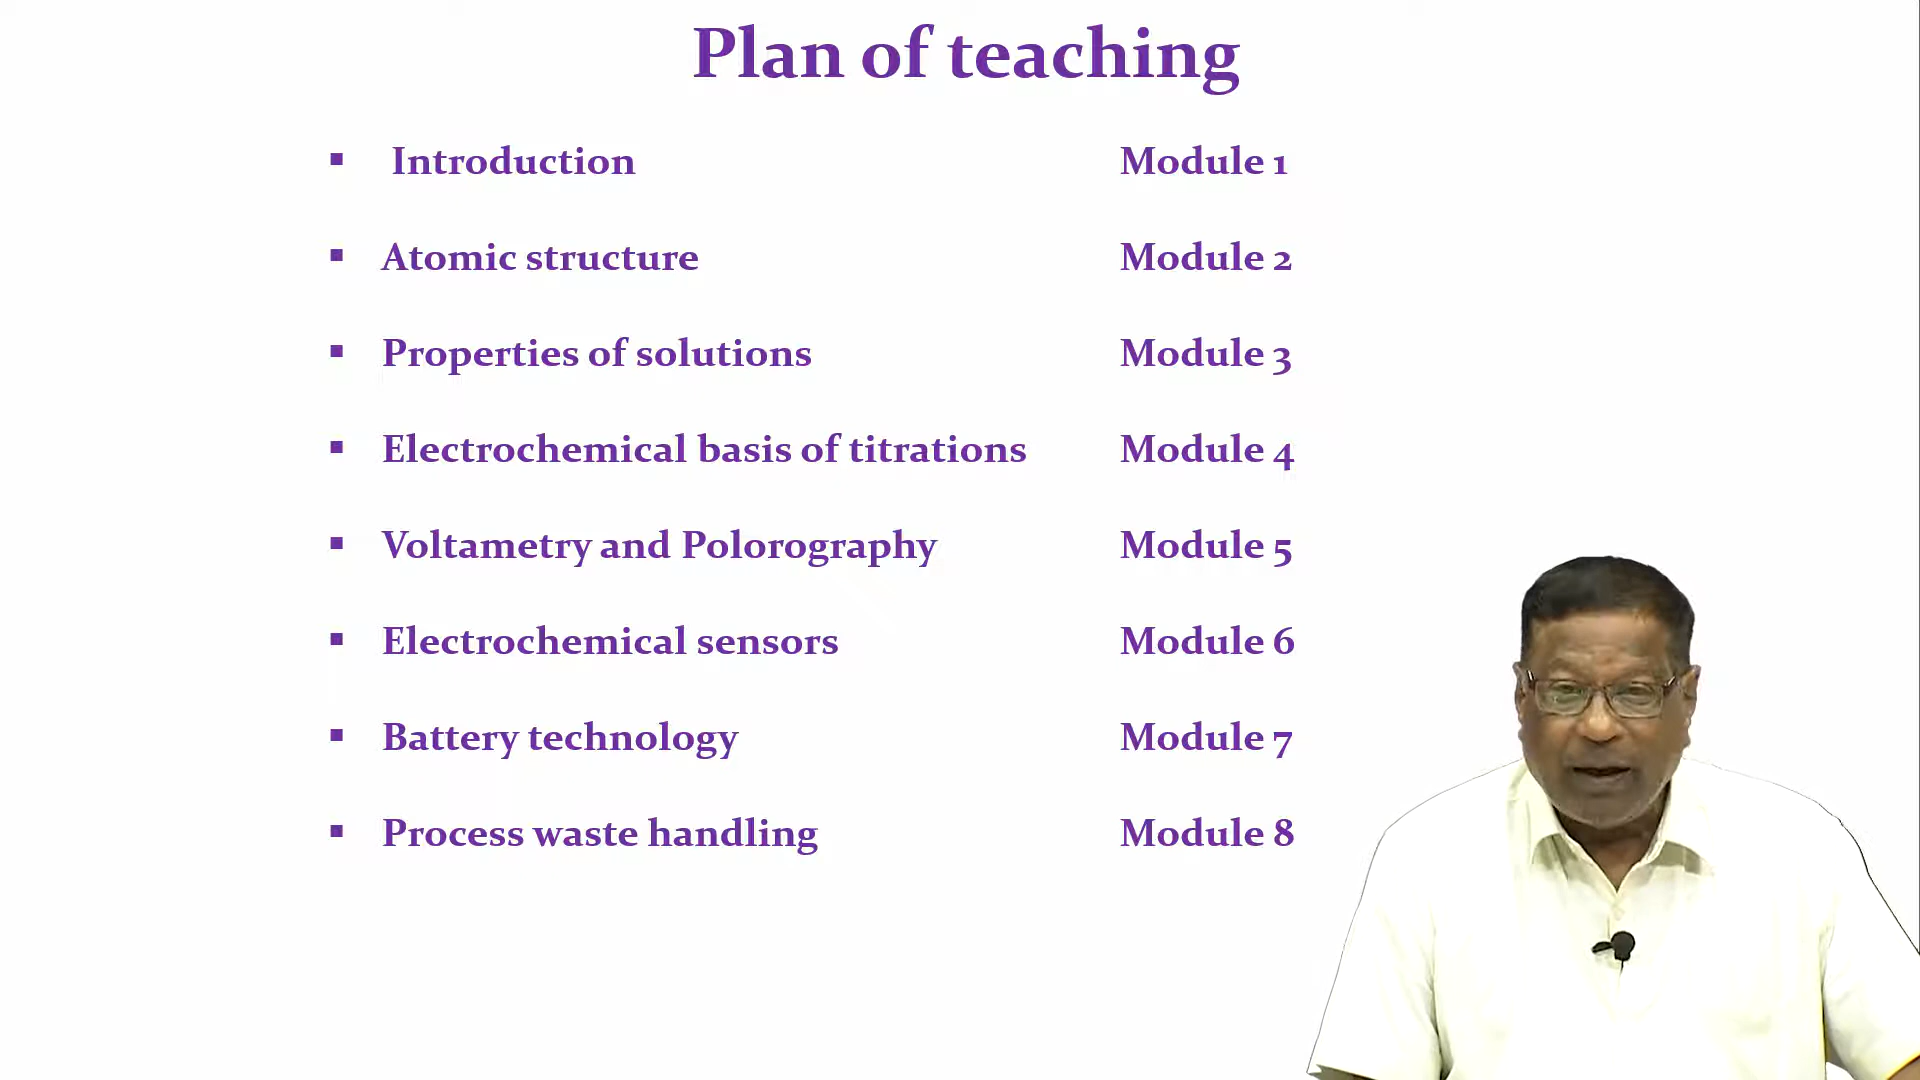 Plan of teaching
▪ Introduction Module 1
▪ Atomic structure Module 2
▪ Properties of solutions Module 3
▪ Electrochemical basis of titrations Module 4
▪ Voltametry and Polorography Module 5
▪ Electrochemical sensors Module 6
▪ Battery technology Module 7
▪ Process waste handling Module 8